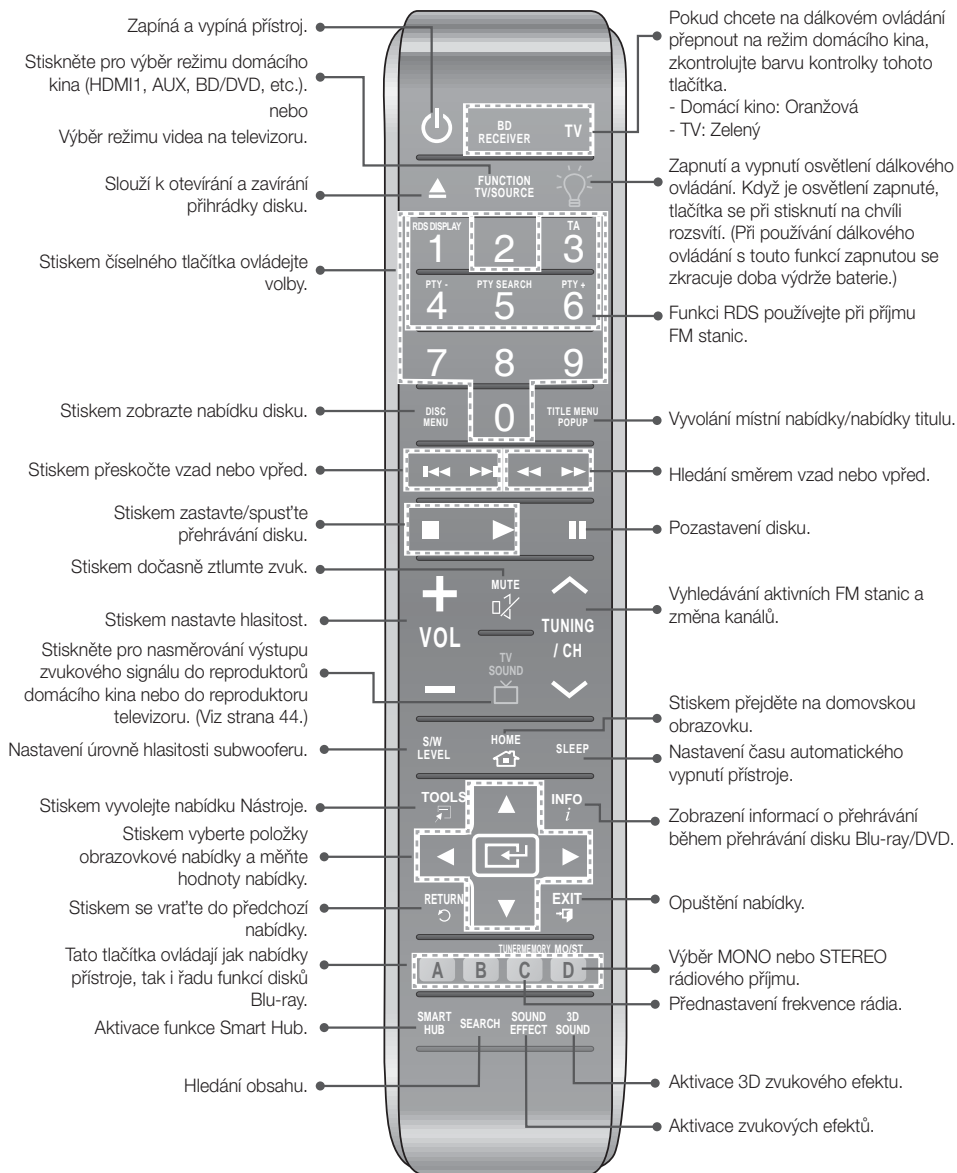 Zapíná a vypíná přístroj.
Stiskněte pro výběr režimu domácího
kina (HDMI1, AUX, BD/DVD, etc.).
nebo
Výběr režimu videa na televizoru.
Slouží k otevírání a zavírání
přihrádky disku.
Stiskem číselného tlačítka ovládejte
volby.
Stiskem zobrazte nabídku disku.
Stiskem přeskočte vzad nebo vpřed.
Stiskem zastavte/spusťte
přehrávání disku.
Stiskem dočasně ztlumte zvuk.
Stiskem nastavte hlasitost.
Stiskněte pro nasměrování výstupu
zvukového signálu do reproduktorů
domácího kina nebo do reproduktoru
televizoru. (Viz strana 44.)
Nastavení úrovně hlasitosti subwooferu.
Stiskem vyvolejte nabídku Nástroje.
Stiskem vyberte položky
obrazovkové nabídky a měňte
hodnoty nabídky.
Stiskem se vraťte do předchozí
nabídky.
Tato tlačítka ovládají jak nabídky
přístroje, tak i řadu funkcí disků
Blu-ray.
Aktivace funkce Smart Hub.
Hledání obsahu.
BD
RECEIVER
TV
FUNCTION
TV/SOURCE
RDS DISPLAY
TA
1 2 3
PTY -
PTY SEARCH
PTY +
4 5 6
7 8 9
DISC
MENU
0
TITLE MENU
POPUP
MUTE
VOL
TUNING
/ CH
TV
SOUND
S/W
LEVEL
HOME
SLEEP
TOOLS
INFO
i
RETURN
EXIT
TUNER MEMORY MO/ST
A B C D
SMART
HUB
SEARCH
SOUND
EFFECT
3D
SOUND
Pokud chcete na dálkovém ovládání
přepnout na režim domácího kina,
zkontrolujte barvu kontrolky tohoto
tlačítka.
- Domácí kino: Oranžová
- TV: Zelený
Zapnutí a vypnutí osvětlení dálkového
ovládání. Když je osvětlení zapnuté,
tlačítka se při stisknutí na chvíli
rozsvítí. (Při používání dálkového
ovládání s touto funkcí zapnutou se
zkracuje doba výdrže baterie.)
Funkci RDS používejte při příjmu
FM stanic.
Vyvolání místní nabídky/nabídky titulu.
Hledání směrem vzad nebo vpřed.
Pozastavení disku.
Vyhledávání aktivních FM stanic a
změna kanálů.
Stiskem přejděte na domovskou
obrazovku.
Nastavení času automatického
vypnutí přístroje.
Zobrazení informací o přehrávání
během přehrávání disku Blu-ray/DVD.
Opuštění nabídky.
Výběr MONO nebo STEREO
rádiového příjmu.
Přednastavení frekvence rádia.
Aktivace 3D zvukového efektu.
Aktivace zvukových efektů.